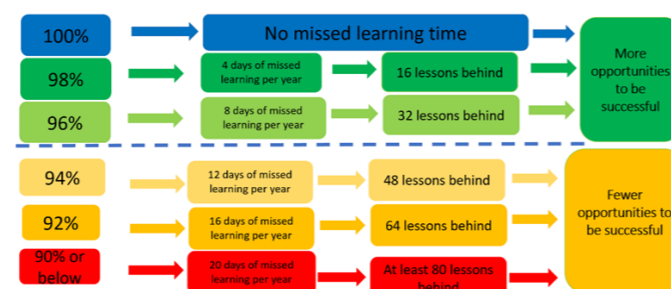 100%
No missed learning time
98%
4 days of missed
learning per year
16 lessons behind
96%
8 days of missed
learning per year
32 lessons behind
More
opportunities
to be
successful
94%
12 days of missed
learning per year
48 lessons behind
92%
16 days of missed
learning per year
64 lessons behind
90% or
below
20 days of missed
learning per year
At least 80 lessons
behind
Fewer
opportunities to
be successful